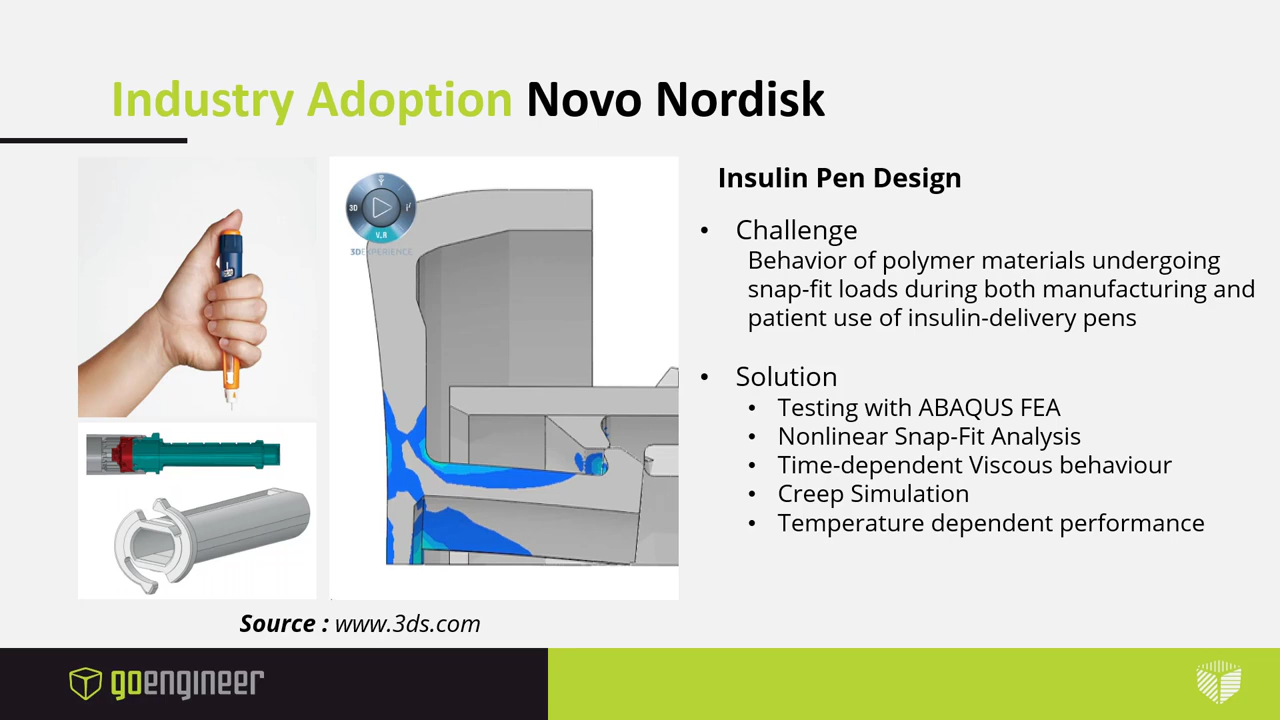 Industry Adoption Novo Nordisk
3D
V.R
3DEXPERIENCE
Insulin Pen Design
• Challenge
Behavior of polymer materials undergoing
snap-fit loads during both manufacturing and
patient use of insulin-delivery pens
• Solution
• Testing with ABAQUS FEA
• Nonlinear Snap-Fit Analysis
• Time-dependent Viscous behaviour
• Creep Simulation
• Temperature dependent performance
Source : www.3ds.com
goengineer